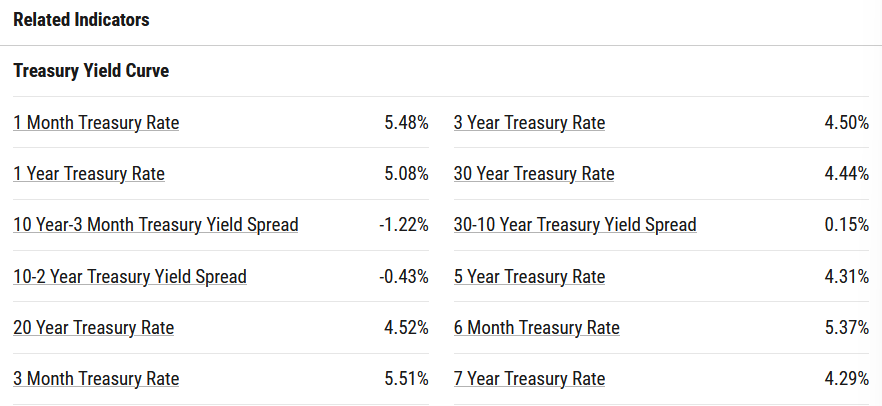 Related Indicators
Treasury Yield Curve
1 Month Treasury Rate 5.48% 3 Year Treasury Rate 4.50%
1 Year Treasury Rate 5.08% 30 Year Treasury Rate 4.44%
10 Year-3 Month Treasury Yield Spread -1.22% 30-10 Year Treasury Yield Spread 0.15%
10-2 Year Treasury Yield Spread -0.43% 5 Year Treasury Rate 4.31%
20 Year Treasury Rate 4.52% 6 Month Treasury Rate 5.37%
3 Month Treasury Rate 5.51% 7 Year Treasury Rate 4.29%